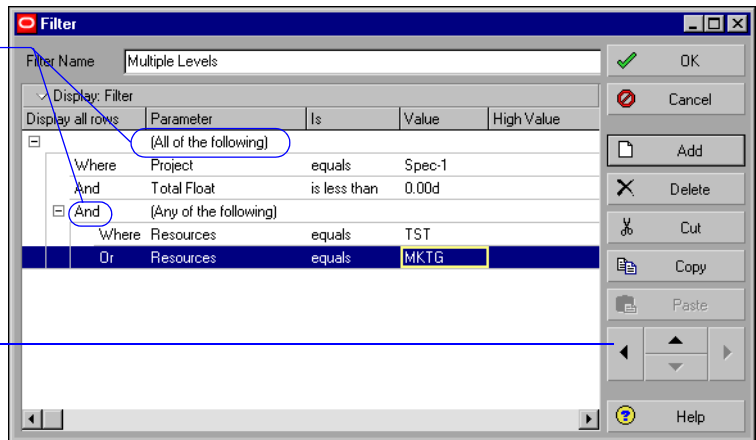 Filter
Filter Name Multiple Levels
Display: Filter
Display all rows Parameter Is Value High Value
(All of the following)
Where Project equals Spec-1
And Total Float is less than 0.00d
And (Any of the following)
Where Resources equals TST
Or Resources equals MKTG
OK
Cancel
Add
Delete
Cut
Copy
Paste
Help